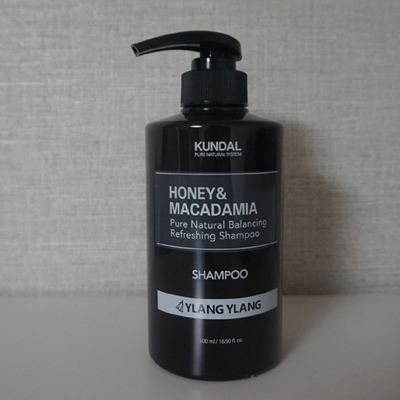 KUNDAL
PURE NATURAL SYSTEM
HONEY&
MACADAMIA
Pure Natural Balancing
Refreshing Shampoo
SHAMPOO
YLANG YLANG
500 ml / 16.90 fl. oz